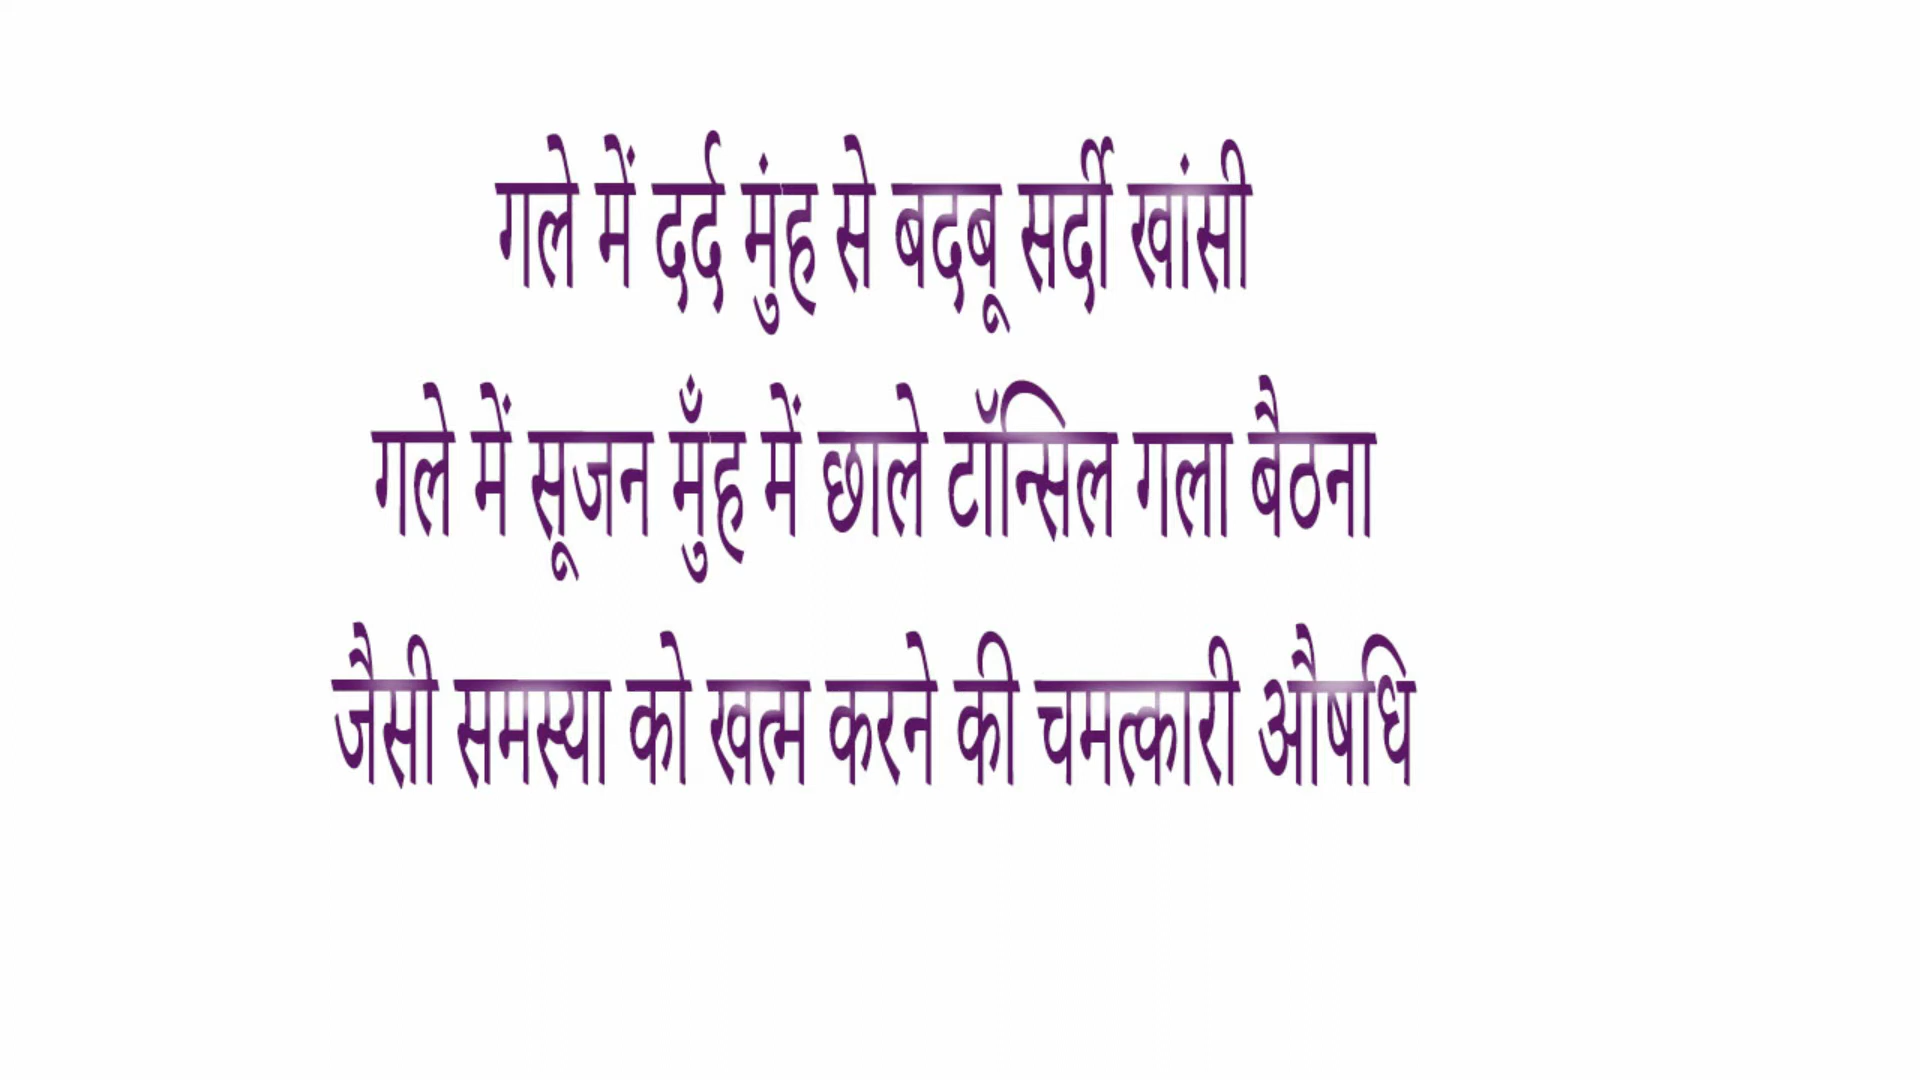 गले में दर्द मुंह से बदबू सर्दी खांसी
गले में सूजन मुँह में छाले टॉन्सिल गला बैठना
जैसी समस्या को खत्म करने की चमत्कारी औषधि